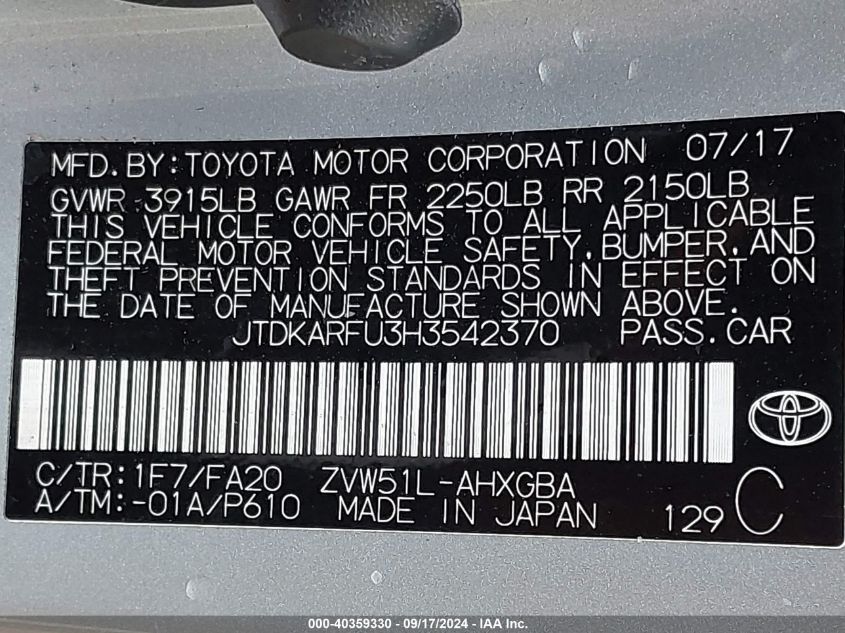 MFD.BY:TOYOTA MOTOR CORPORATION 07/17
GVWR 3915LB GAWR FR 2250LB RR 2150LB
THIS VEHICLE CONFORMS TO ALL APPLICABLE
FEDERAL MOTOR VEHICLE SAFETY,BUMPER,AND
THEFT PREVENTION STANDARDS IN EFFECT ON
THE DATE OF MANUFACTURE SHOWN ABOVE.
JTDKARFU3H3542370 PASS.CAR
C/TR:1F7/FA20 ZVW51L-AHXGBA
A/TM:-01A/P610 MADE IN JAPAN 129 C
000-40359330 - 09/17/2024 - IAA Inc.